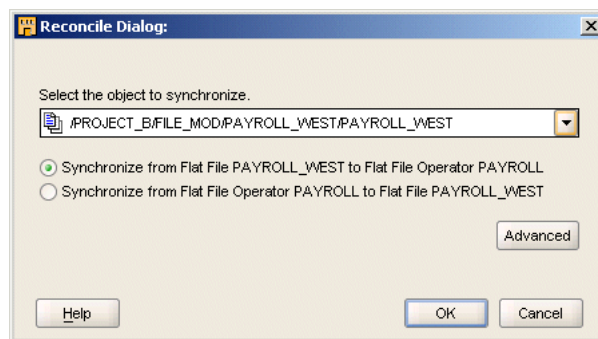 Reconcile Dialog:
Select the object to synchronize.
/PROJECT_B/FILE_MOD/PAYROLL_WEST/PAYROLL_WEST
Synchronize from Flat File PAYROLL_WEST to Flat File Operator PAYROLL
Synchronize from Flat File Operator PAYROLL to Flat File PAYROLL_WEST
Advanced
Help OK Cancel